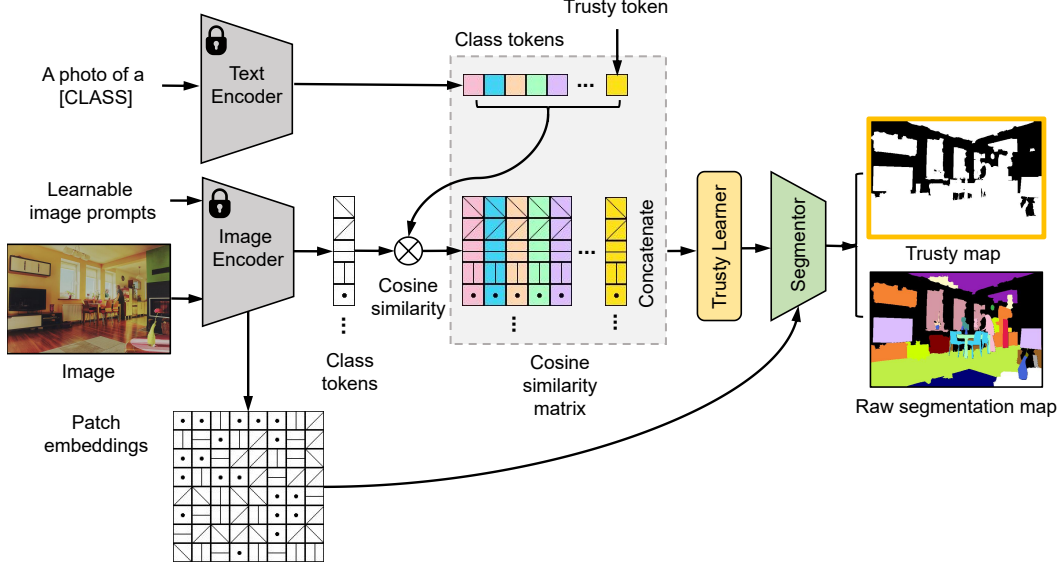 Trusty token
Class tokens
A photo of a
[CLASS]
Text
Encoder
...
Learnable
image prompts
Image
Encoder
Cosine
similarity
...
Concatenate
Trusty Learner
Segmentor
Trusty map
Image
Class
tokens
Cosine
similarity
matrix
Raw segmentation map
Patch
embeddings